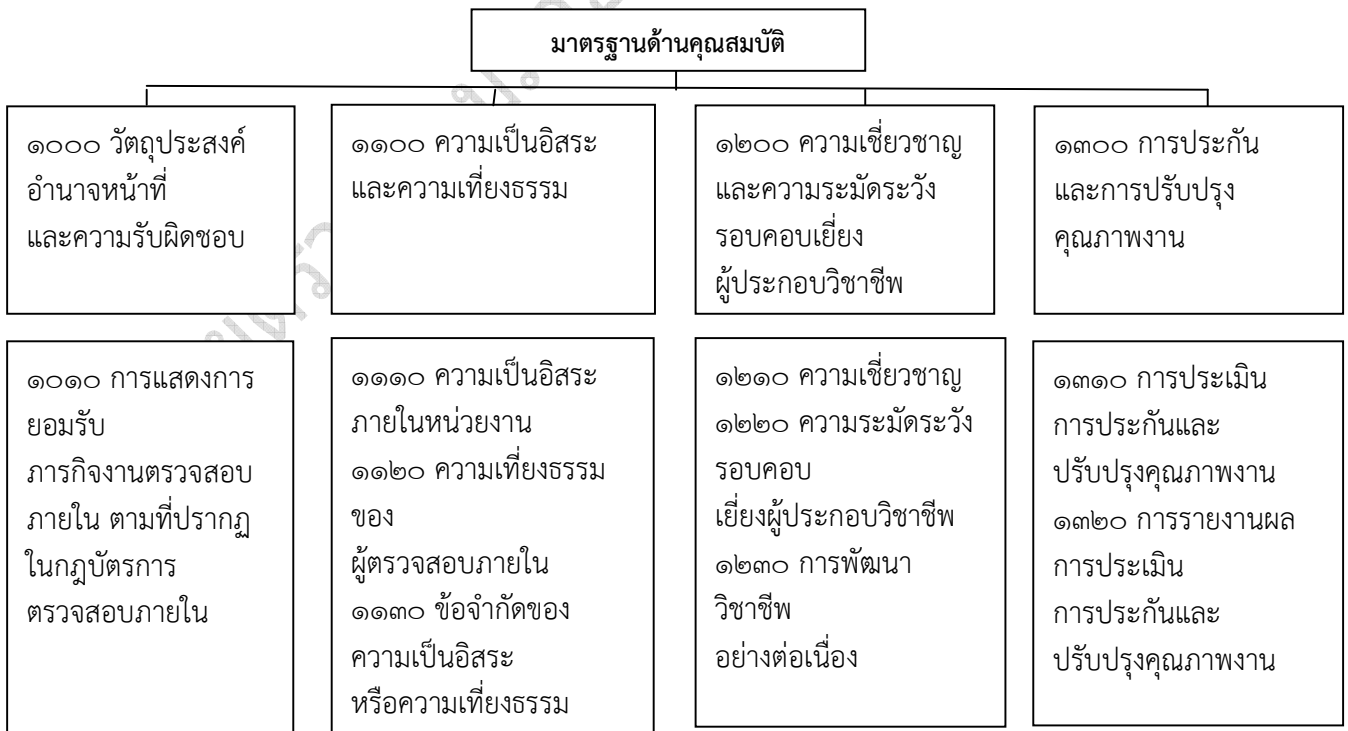 มาตรฐานด้านคุณสมบัติ
๑๐๐๐ วัตถุประสงค์
อำนาจหน้าที่
และความรับผิดชอบ
๑๑๐๐ ความเป็นอิสระ
และความเที่ยงธรรม
๑๒๐๐ ความเชี่ยวชาญ
และความระมัดระวัง
รอบคอบเยี่ยง
ผู้ประกอบวิชาชีพ
๑๓๐๐ การประกัน
และการปรับปรุง
คุณภาพงาน
๑๐๑๐ การแสดงการ
ยอมรับ
ภารกิจงานตรวจสอบ
ภายใน ตามที่ปรากฏ
ในกฎบัตรการ
ตรวจสอบภายใน
๑๑๑๐ ความเป็นอิสระ
ภายในหน่วยงาน
๑๑๒๐ ความเที่ยงธรรม
ของ
ผู้ตรวจสอบภายใน
๑๑๓๐ ข้อจำกัดของ
ความเป็นอิสระ
หรือความเที่ยงธรรม
๑๒๑๐ ความเชี่ยวชาญ
๑๒๒๐ ความระมัดระวัง
รอบคอบ
เยี่ยงผู้ประกอบวิชาชีพ
๑๒๓๐ การพัฒนา
วิชาชีพ
อย่างต่อเนื่อง
๑๓๑๐ การประเมิน
การประกันและ
ปรับปรุงคุณภาพงาน
๑๓๒๐ การรายงานผล
การประเมิน
การประกันและ
ปรับปรุงคุณภาพงาน